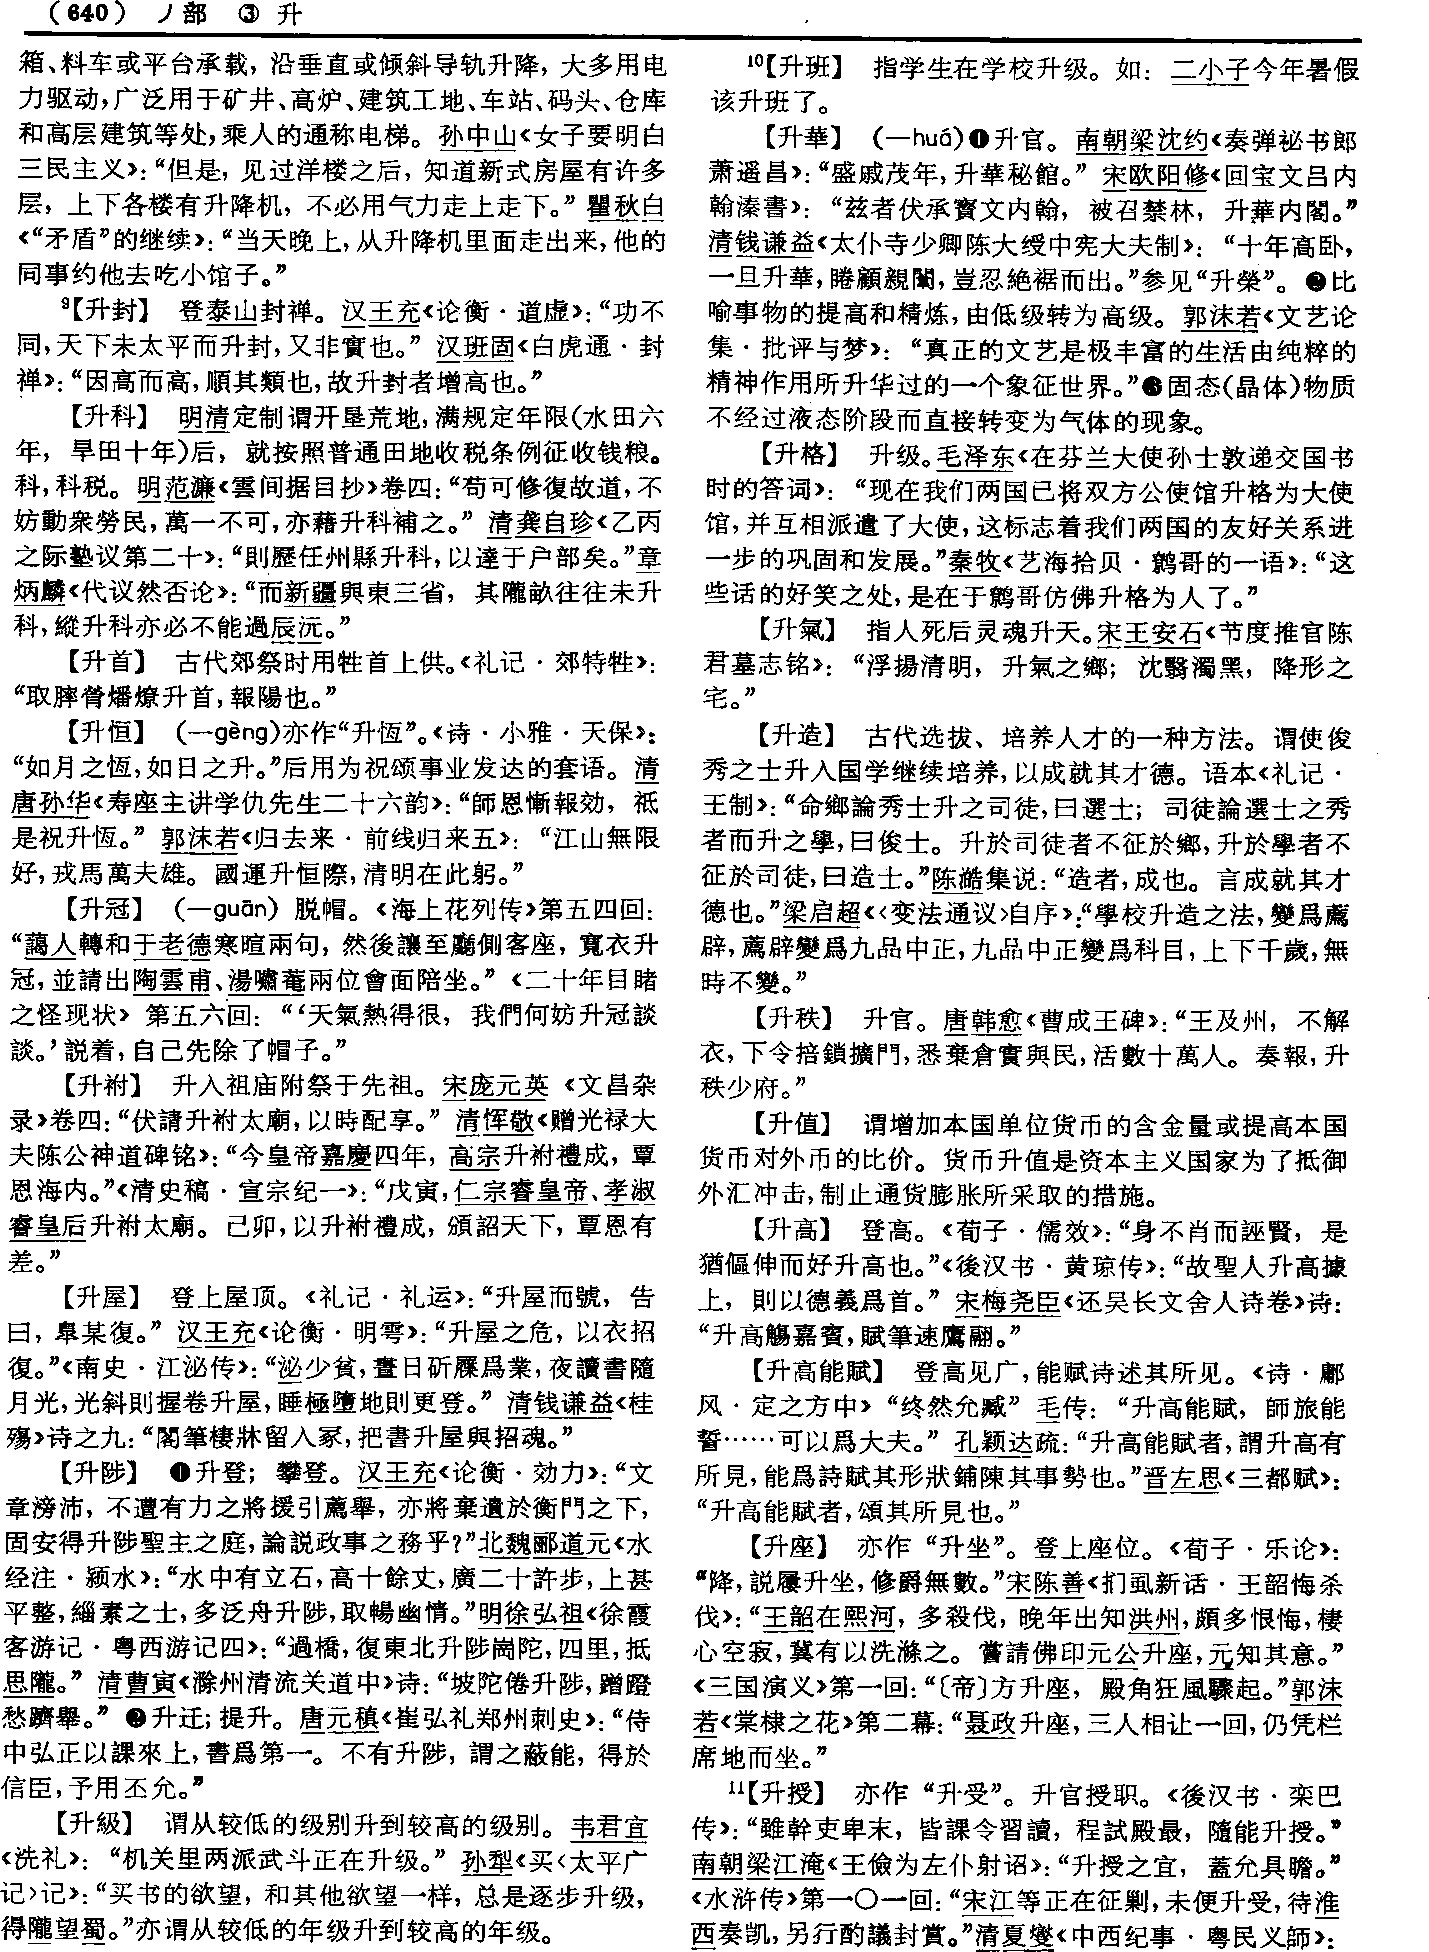 (640) 丿部 ③ 升
箱、料车或平台承载，沿垂直或倾斜导轨升降，大多用电
力驱动，广泛用于矿井、高炉、建筑工地、车站、码头、仓库
和高层建筑等处，乘人的通称电梯。孙中山《女子要明白
三民主义》：“但是，见过洋楼之后，知道新式房屋有许多
层，上下各楼有升降机，不必用气力走上走下。”瞿秋白
《“矛盾”的继续》：“当天晚上，从升降机里面走出来，他的
同事约他去吃小馆子。”
9【升封】 登泰山封禅。汉王充《论衡·道虚》：“功不
同，天下未太平而升封，又非實也。”汉班固《白虎通·封
禅》：“因高而高，順其類也，故升封者增高也。”
【升科】 明清定制谓开垦荒地，满规定年限(水田六
年，旱田十年)后，就按照普通田地收税条例征收钱粮。
科，科税。明范濂《雲间据目抄》卷四：“苟可修復故道，不
妨動衆勞民，萬一不可，亦藉升科補之。”清龚自珍《乙丙
之际塾议第二十》：“則歷任州縣升科，以達于户部矣。”章
炳麟《代议然否论》：“而新疆與東三省，其隴畝往往未升
科，縱升科亦必不能過辰沅。”
【升首】 古代郊祭时用牲首上供。《礼记·郊特牲》：
“取膟膋燔燎升首，報陽也。”
【升恒】 (—gèng)亦作“升恆”。《诗·小雅·天保》：
“如月之恆，如日之升。”后用为祝颂事业发达的套语。清
唐孙华《寿座主讲学仇先生二十六韵》：“師恩慚報効，祗
是祝升恆。”郭沫若《归去来·前线归来五》：“江山無限
好，戎馬萬夫雄。國運升恒際，清明在此躬。”
【升冠】 (—guān) 脱帽。《海上花列传》第五四回：
“藹人轉和于老德寒暄兩句，然後讓至廳側客座，寬衣升
冠，並請出陶雲甫、湯嘯菴兩位會面陪坐。”《二十年目睹
之怪现状》第五六回：“‘天氣熱得很，我們何妨升冠談
談。’説着，自己先除了帽子。”
【升祔】 升入祖庙附祭于先祖。宋庞元英《文昌杂
录》卷四：“伏請升祔太廟，以時配享。”清恽敬《赠光禄大
夫陈公神道碑铭》：“今皇帝嘉慶四年，高宗升祔禮成，覃
恩海内。”《清史稿·宣宗纪一》：“戊寅，仁宗睿皇帝、孝淑
睿皇后升祔太廟。己卯，以升祔禮成，頒詔天下，覃恩有
差。”
【升屋】 登上屋顶。《礼记·礼运》：“升屋而號，告
曰，臯某復。”汉王充《论衡·明雩》：“升屋之危，以衣招
復。”《南史·江泌传》：“泌少貧，晝日斫屧爲業，夜讀書隨
月光，光斜則握卷升屋，睡極墮地則更登。”清钱谦益《桂
殇》诗之九：“閣筆棲牀留入冢，把書升屋與招魂。”
【升陟】 ❶升登；攀登。汉王充《论衡·効力》：“文
章滂沛，不遭有力之將援引薦舉，亦將棄遺於衡門之下，
固安得升陟聖主之庭，論説政事之務乎？”北魏郦道元《水
经注·颍水》：“水中有立石，高十餘丈，廣二十許步，上甚
平整，緇素之士，多泛舟升陟，取暢幽情。”明徐弘祖《徐霞
客游记·粤西游记四》：“過橋，復東北升陟崗陀，四里，抵
思隴。”清曹寅《滁州清流关道中》诗：“坡陀倦升陟，蹭蹬
愁躋舉。”❷升迁；提升。唐元稹《崔弘礼郑州刺史》：“侍
中弘正以課來上，書爲第一。不有升陟，謂之蔽能，得於
信臣，予用丕允。”
【升級】 谓从较低的级别升到较高的级别。韦君宜
《洗礼》：“机关里两派武斗正在升级。”孙犁《买〈太平广
记〉记》：“买书的欲望，和其他欲望一样，总是逐步升级，
得隴望蜀。”亦谓从较低的年级升到较高的年级。
10【升班】 指学生在学校升级。如：二小子今年暑假
该升班了。
【升華】 (—huá)❶升官。南朝梁沈约《奏弹祕书郎
萧遥昌》：“盛戚茂年，升華秘館。”宋欧阳修《回宝文吕内
翰溱書》：“兹者伏承寳文内翰，被召禁林，升華内閣。”
清钱谦益《太仆寺少卿陈大绶中宪大夫制》：“十年高卧，
一旦升華，睠顧親闈，豈忍絶裾而出。”参见“升榮”。❷比
喻事物的提高和精炼，由低级转为高级。郭沫若《文艺论
集·批评与梦》：“真正的文艺是极丰富的生活由纯粹的
精神作用所升华过的一个象征世界。”❸固态(晶体)物质
不经过液态阶段而直接转变为气体的现象。
【升格】 升级。毛泽东《在芬兰大使孙士敦递交国书
时的答词》：“现在我们两国已将双方公使馆升格为大使
馆，并互相派遣了大使，这标志着我们两国的友好关系进
一步的巩固和发展。”秦牧《艺海拾贝·鹩哥的一语》：“这
些话的好笑之处，是在于鹩哥仿佛升格为人了。”
【升氣】 指人死后灵魂升天。宋王安石《节度推官陈
君墓志铭》：“浮揚清明，升氣之鄉；沈翳濁黑，降形之
宅。”
【升造】 古代选拔、培养人才的一种方法。谓使俊
秀之士升入国学继续培养，以成就其才德。语本《礼记·
王制》：“命鄉論秀士升之司徒，曰選士；司徒論選士之秀
者而升之學，曰俊士。升於司徒者不征於鄉，升於學者不
征於司徒，曰造士。”陈澔集说：“造者，成也。言成就其才
德也。”梁启超《〈变法通议〉自序》：“學校升造之法，變爲薦
辟，薦辟變爲九品中正，九品中正變爲科目，上下千歲，無
時不變。”
【升秩】 升官。唐韩愈《曹成王碑》：“王及州，不解
衣，下令掊鎖擴門，悉棄倉實與民，活數十萬人。奏報，升
秩少府。”
【升值】 谓增加本国单位货币的含金量或提高本国
货币对外币的比价。货币升值是资本主义国家为了抵御
外汇冲击，制止通货膨胀所采取的措施。
【升高】 登高。《荀子·儒效》：“身不肖而誣賢，是
猶傴伸而好升高也。”《後汉书·黄琼传》：“故聖人升高據
上，則以德義爲首。”宋梅尧臣《还吴长文舍人诗卷》诗：
“升高觴嘉賓，賦筆速鷹翮。”
【升高能賦】 登高见广，能赋诗述其所见。《诗·鄘
风·定之方中》“终然允臧”毛传：“升高能賦，師旅能
誓……可以爲大夫。”孔颖达疏：“升高能賦者，謂升高有
所見，能爲詩賦其形狀鋪陳其事勢也。”晋左思《三都赋》：
“升高能賦者，頌其所見也。”
【升座】 亦作“升坐”。登上座位。《荀子·乐论》：
“降，説屨升坐，修爵無數。”宋陈善《扪虱新话·王韶悔杀
伐》：“王韶在熙河，多殺伐，晚年出知洪州，頗多恨悔，棲
心空寂，冀有以洗滌之。嘗請佛印元公升座，元知其意。”
《三国演义》第一回：“〔帝〕方升座，殿角狂風驟起。”郭沫
若《棠棣之花》第二幕：“聂政升座，三人相让一回，仍凭栏
席地而坐。”
11【升授】 亦作“升受”。升官授职。《後汉书·栾巴
传》：“雖幹吏卑末，皆課令習讀，程試殿最，隨能升授。”
南朝梁江淹《王儉为左仆射诏》：“升授之宜，蓋允具瞻。”
《水浒传》第一〇一回：“宋江等正在征剿，未便升受，待淮
西奏凯，另行酌議封賞。”清夏燮《中西纪事·粤民义師》：